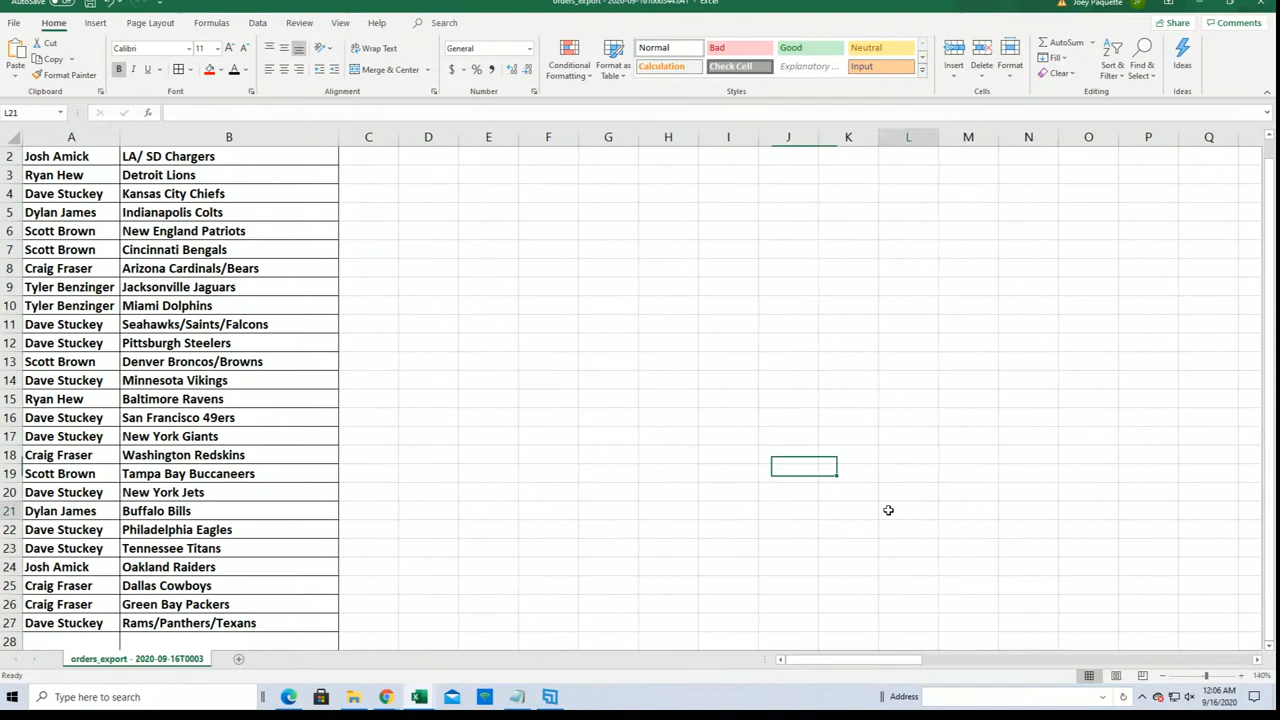 AutoSave Off orders_export - 2020-09-16T000344.041 - Excel Joey Paquette
File Home Insert Page Layout Formulas Data Review View Help Search Share Comments
Paste Cut Copy Format Painter Clipboard
Calibri 11 B I U A Font
Wrap Text Merge & Center Alignment
General $ % Number
Conditional Formatting Format as Table
Normal Bad Good Neutral
Calculation Check Cell Explanatory ... Input
Styles
Insert Delete Format Cells
AutoSum Fill Clear Sort & Filter Find & Select Editing
Ideas Ideas
L21 fx
A B C D E F G H I J K L M N O P Q
2 Josh Amick LA/ SD Chargers
3 Ryan Hew Detroit Lions
4 Dave Stuckey Kansas City Chiefs
5 Dylan James Indianapolis Colts
6 Scott Brown New England Patriots
7 Scott Brown Cincinnati Bengals
8 Craig Fraser Arizona Cardinals/Bears
9 Tyler Benzinger Jacksonville Jaguars
10 Tyler Benzinger Miami Dolphins
11 Dave Stuckey Seahawks/Saints/Falcons
12 Dave Stuckey Pittsburgh Steelers
13 Scott Brown Denver Broncos/Browns
14 Dave Stuckey Minnesota Vikings
15 Ryan Hew Baltimore Ravens
16 Dave Stuckey San Francisco 49ers
17 Dave Stuckey New York Giants
18 Craig Fraser Washington Redskins
19 Scott Brown Tampa Bay Buccaneers
20 Dave Stuckey New York Jets
21 Dylan James Buffalo Bills
22 Dave Stuckey Philadelphia Eagles
23 Dave Stuckey Tennessee Titans
24 Josh Amick Oakland Raiders
25 Craig Fraser Dallas Cowboys
26 Craig Fraser Green Bay Packers
27 Dave Stuckey Rams/Panthers/Texans
28
orders_export - 2020-09-16T0003
Ready 140%
Type here to search Address 12:06 AM
9/16/2020